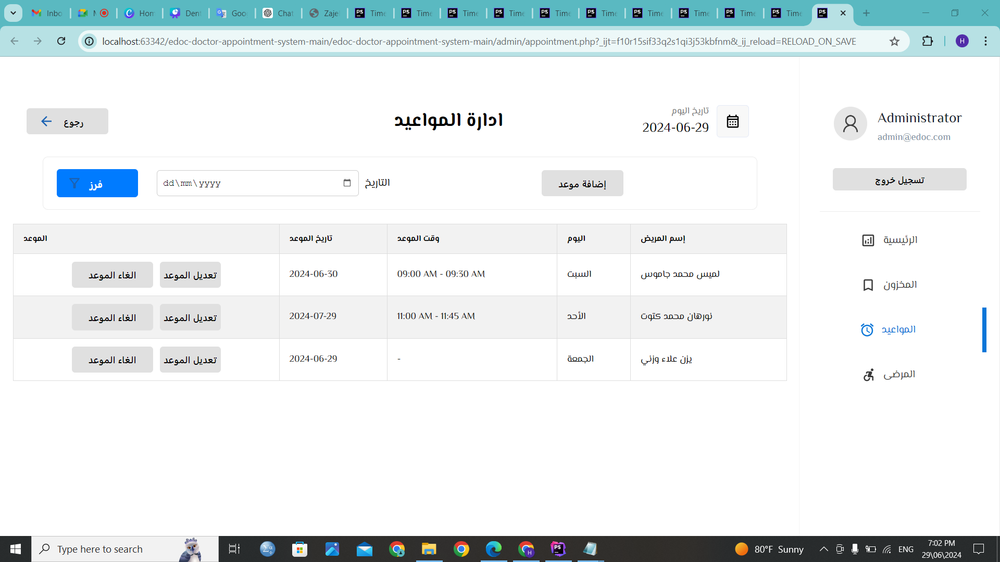 Inbo
Hom
Dent
Goo
Chat
Zaje
Time
Time
Time
Time
Time
Time
Time
Time
Time
Time
localhost:63342/edoc-doctor-appointment-system-main/edoc-doctor-appointment-system-main/admin/appointment.php?_ijt=f10r15sif33q2s1qi3j53kbfnm&_ij_reload=RELOAD_ON_SAVE
H
Administrator
admin@edoc.com
تسجيل خروج
الرئيسية
المخزون
المواعيد
المرضى
تاريخ اليوم
2024-06-29
ادارة المواعيد
رجوع
إضافة موعد
التاريخ
dd\mm\yyyy
فرز
إسم المريض اليوم وقت الموعد تاريخ الموعد الموعد
لميس محمد جاموس السبت 09:00 AM - 09:30 AM 2024-06-30 تعديل الموعد الغاء الموعد
نورهان محمد كتوت الأحد 11:00 AM - 11:45 AM 2024-07-29 تعديل الموعد الغاء الموعد
يزن علاء وزني الجمعة - 2024-06-29 تعديل الموعد الغاء الموعد
Type here to search
80°F Sunny
ENG
7:02 PM
29\06\2024